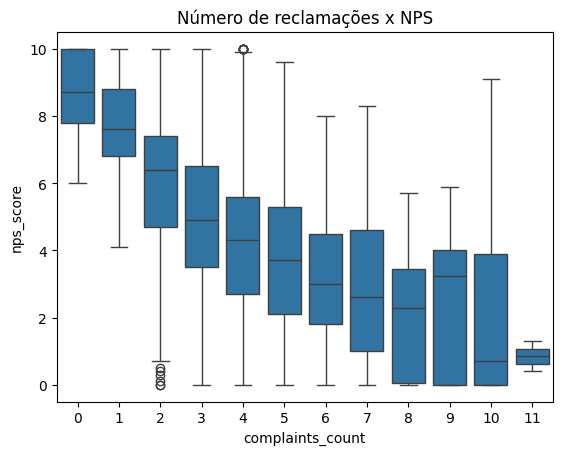 Número de reclamações x NPS
nps_score
10
8
6
4
2
0
0 1 2 3 4 5 6 7 8 9 10 11
complaints_count